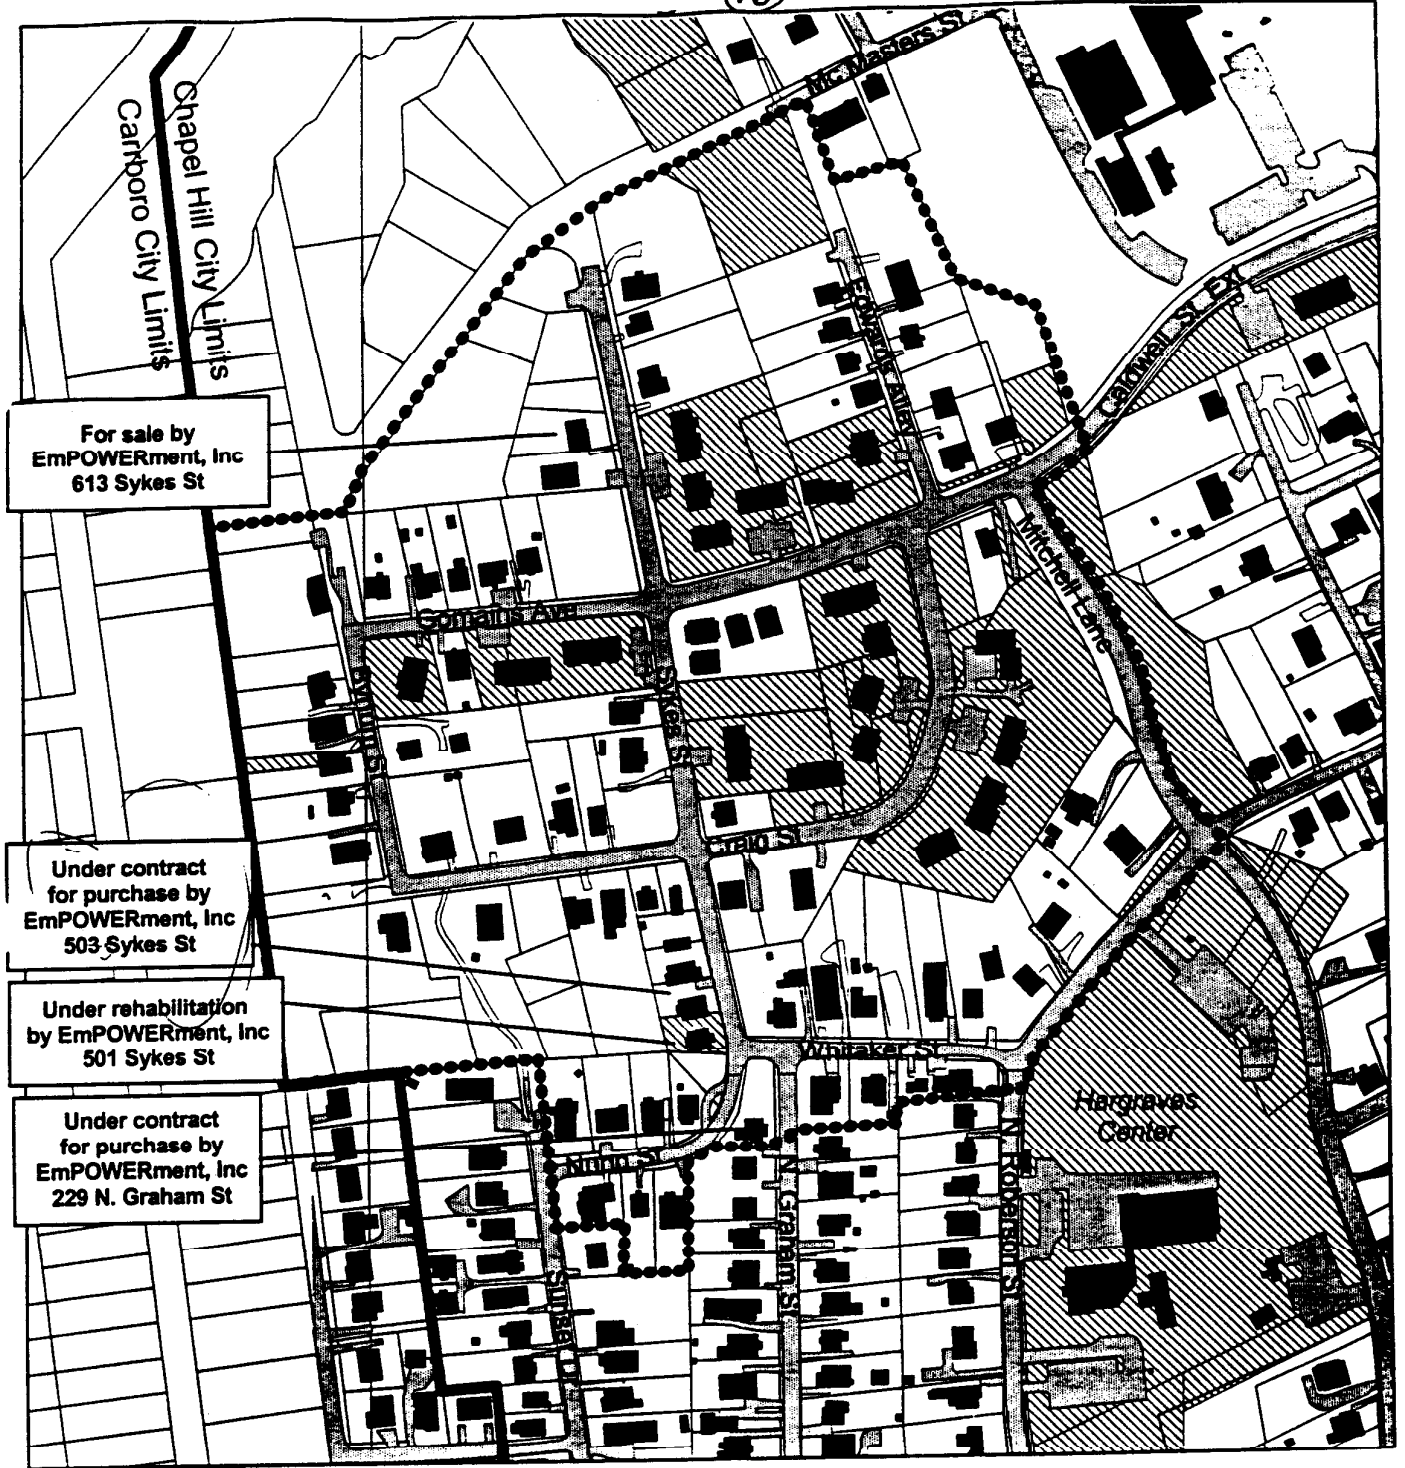 Mc Masters St
Chapel Hill City Limits
Carrboro City Limits
Caldwell St. EXT
Edwards Alley
For sale by
EmPOWERment, Inc
613 Sykes St
Mitchell Lane
Gomains Ave
Sykes St
Craig St
Under contract
for purchase by
EmPOWERment, Inc
503 Sykes St
Under rehabilitation
by EmPOWERment, Inc
501 Sykes St
Whitaker St
Hargraves
Center
Under contract
for purchase by
EmPOWERment, Inc
229 N. Graham St
Nunn St
N. Graham St
N. Roberson St